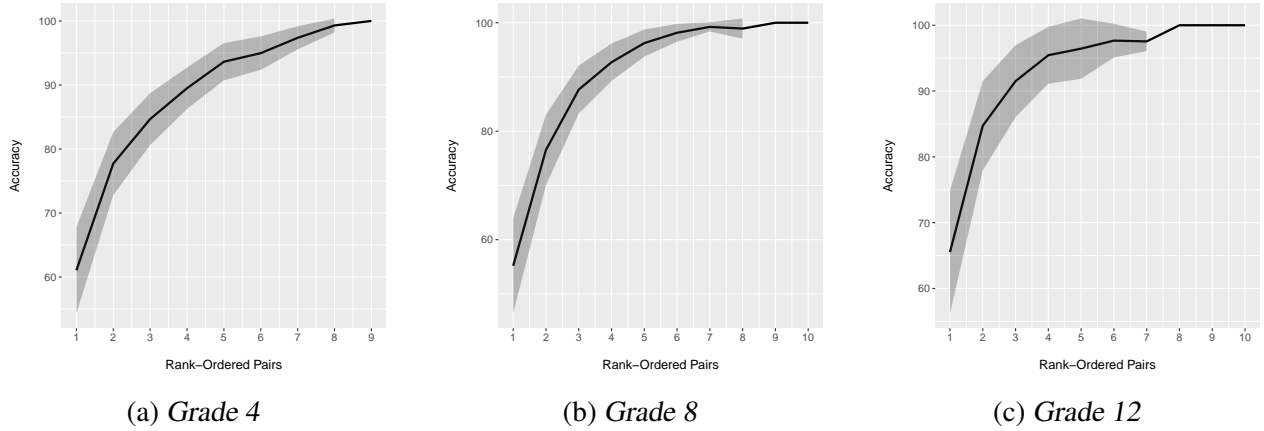 100
90
80
70
60
Accuracy
1 2 3 4 5 6 7 8 9
Rank−Ordered Pairs
(a) Grade 4
100
80
60
Accuracy
1 2 3 4 5 6 7 8 9 10
Rank−Ordered Pairs
(b) Grade 8
100
90
80
70
60
Accuracy
1 2 3 4 5 6 7 8 9 10
Rank−Ordered Pairs
(c) Grade 12